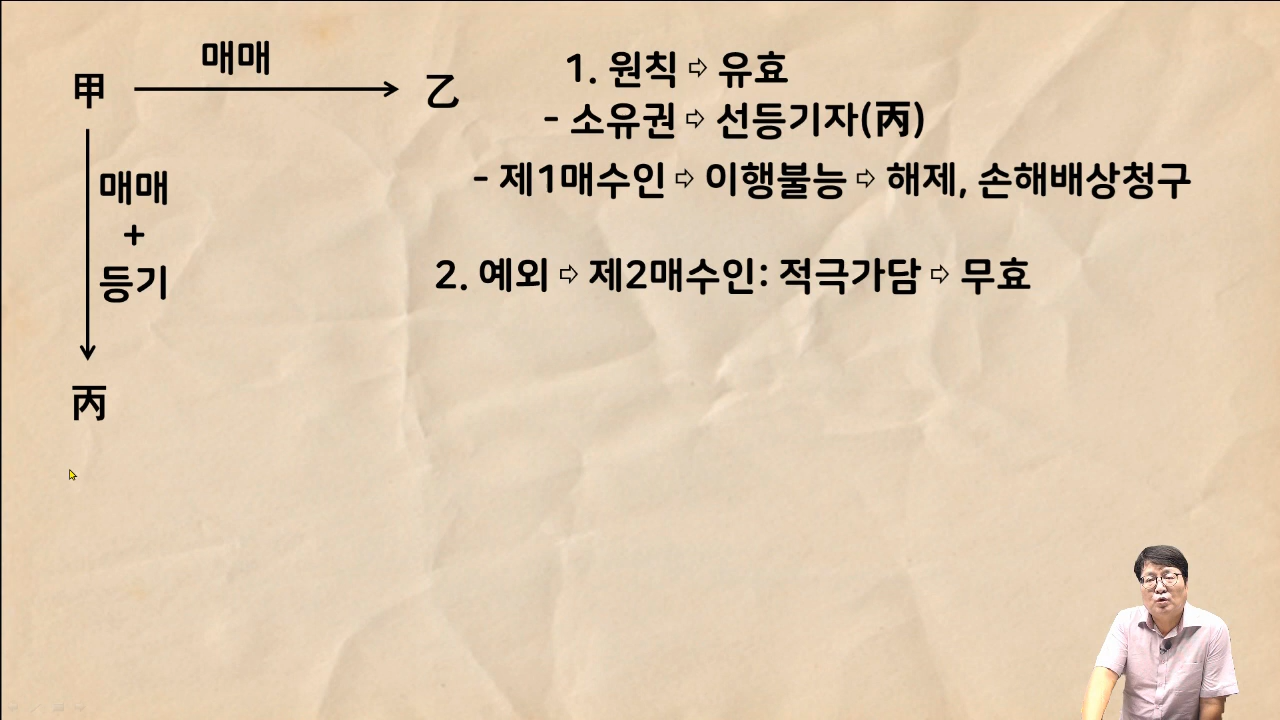 매매
甲 → 乙
매매
+
등기
丙
1. 원칙 ⇨ 유효
- 소유권 ⇨ 선등기자(丙)
- 제1매수인 ⇨ 이행불능 ⇨ 해제, 손해배상청구
2. 예외 ⇨ 제2매수인: 적극가담 ⇨ 무효